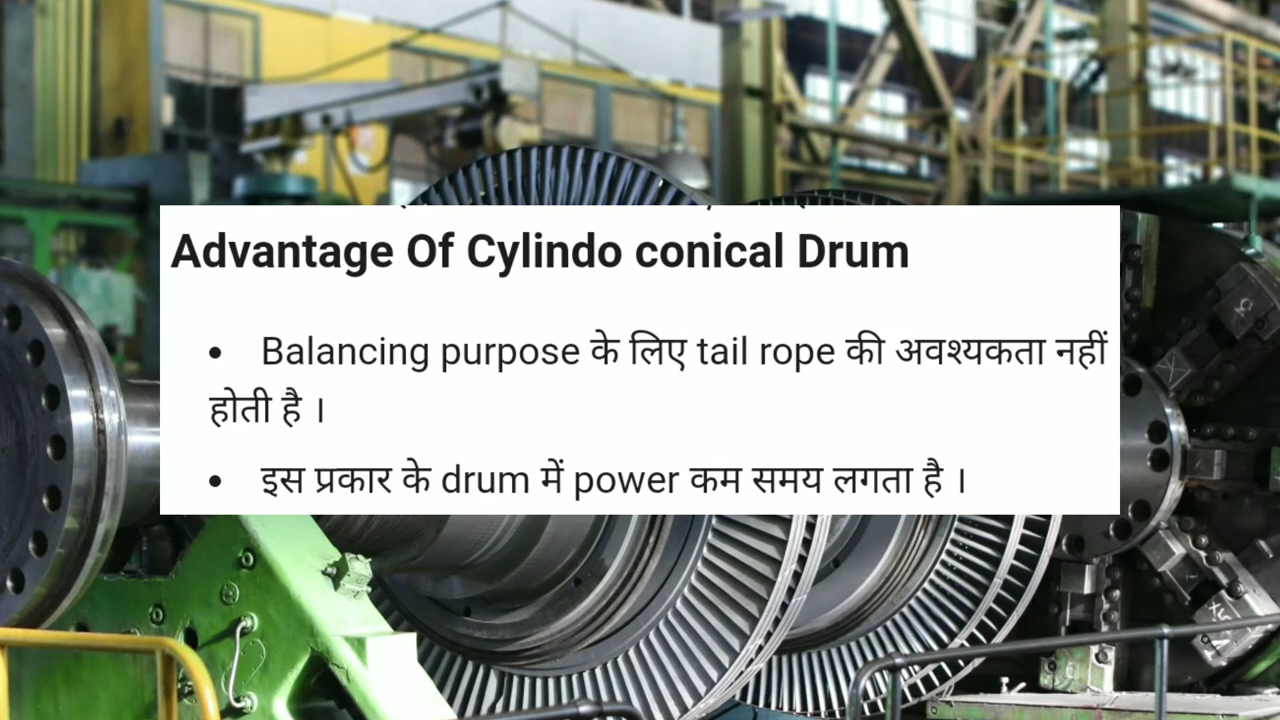 Advantage Of Cylindo conical Drum
• Balancing purpose के लिए tail rope की अवश्यकता नहीं
होती है ।
• इस प्रकार के drum में power कम समय लगता है ।